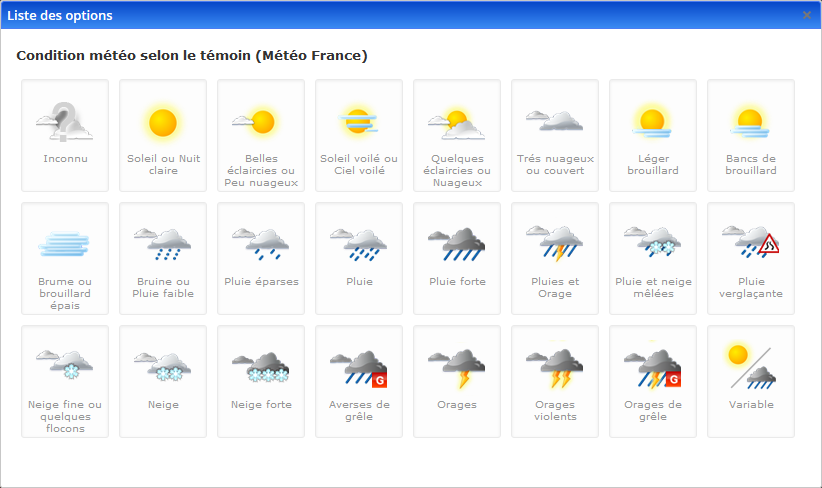 Liste des options
Condition météo selon le témoin (Météo France)
Inconnu
Soleil ou Nuit
claire
Belles
éclaircies ou
Peu nuageux
Soleil voilé ou
Ciel voilé
Quelques
éclaircies ou
Nuageux
Trés nuageux
ou couvert
Léger
brouillard
Bancs de
brouillard
Brume ou
brouillard
épais
Bruine ou
Pluie faible
Pluie éparses
Pluie
Pluie forte
Pluies et
Orage
Pluie et neige
mêlées
Pluie
verglaçante
Neige fine ou
quelques
flocons
Neige
Neige forte
G
Averses de
grêle
Orages
Orages
violents
G
Orages de
grêle
Variable